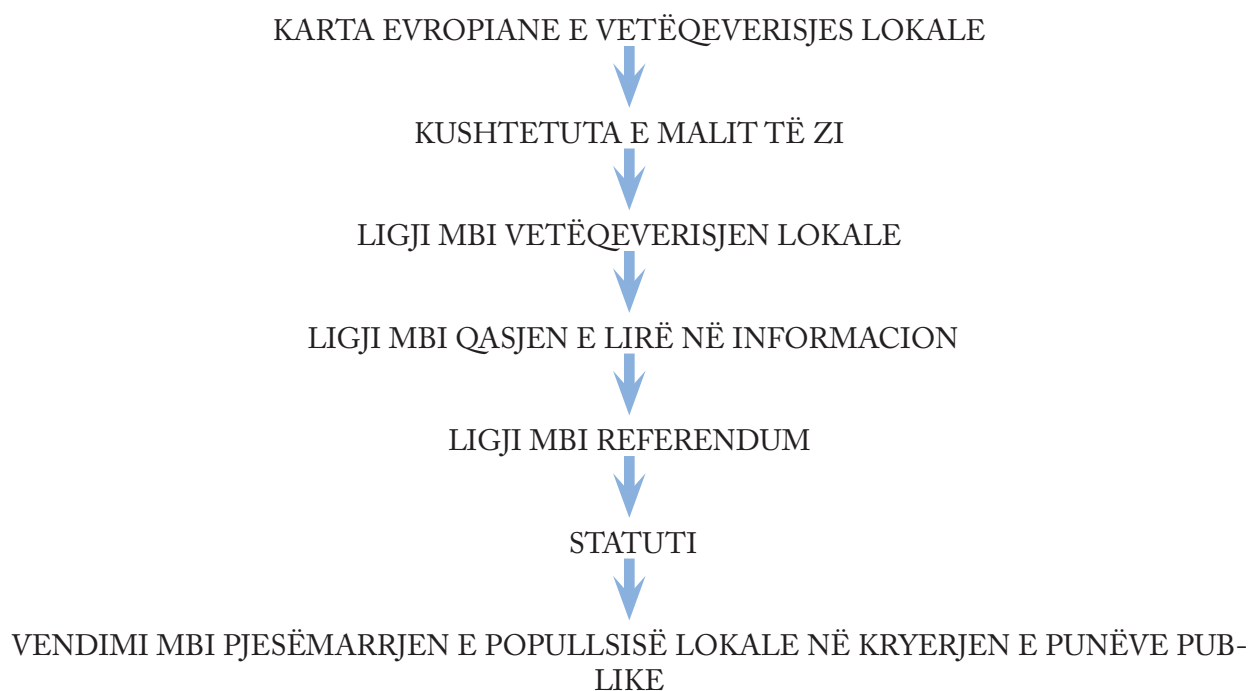 KARTA EVROPIANE E VETËQEVERISJES LOKALE
KUSHTETUTA E MALIT TË ZI
LIGJI MBI VETËQEVERISJEN LOKALE
LIGJI MBI QASJEN E LIRË NË INFORMACION
LIGJI MBI REFERENDUM
STATUTI
VENDIMI MBI PJESËMARRJEN E POPULLSISË LOKALE NË KRYERJEN E PUNËVE PUB-
LIKE